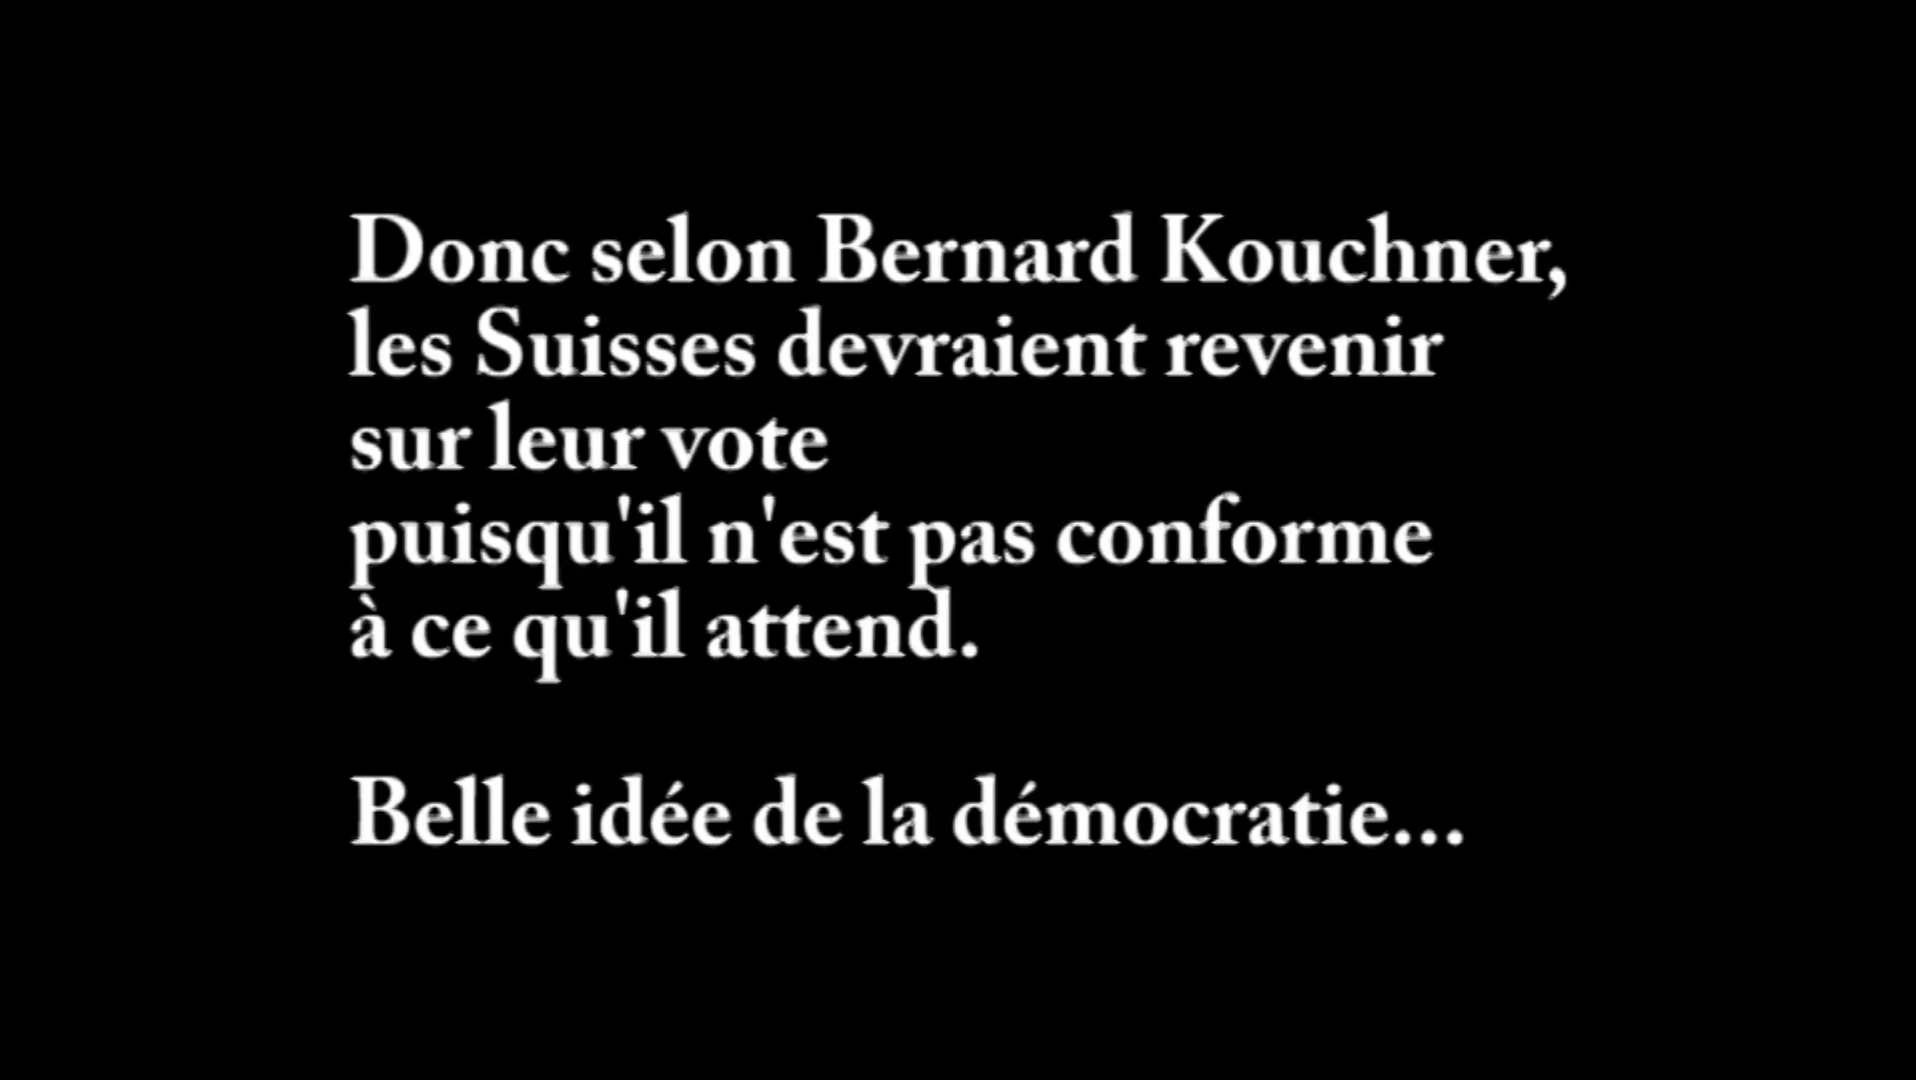 Donc selon Bernard Kouchner,
les Suisses devraient revenir
sur leur vote
puisqu'il n'est pas conforme
à ce qu'il attend.
Belle idée de la démocratie...